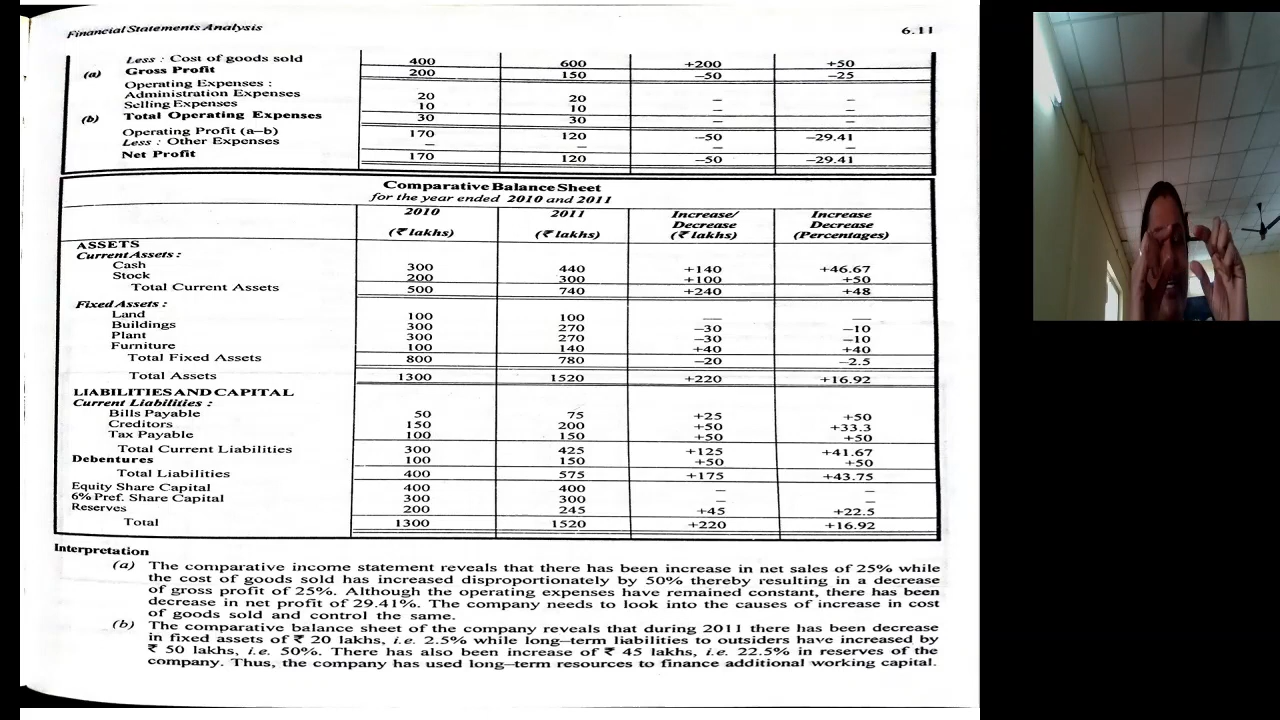 Financial Statements Analysis 6.11
Less : Cost of goods sold 400 600 +200 +50
(a) Gross Profit 200 150 –50 –25
Operating Expenses :
Administration Expenses 20 20 – –
Selling Expenses 10 10 – –
(b) Total Operating Expenses 30 30 – –
Operating Profit (a–b) 170 120 –50 –29.41
Less : Other Expenses – – – –
Net Profit 170 120 –50 –29.41
Comparative Balance Sheet
for the year ended 2010 and 2011
2010 2011 Increase/ Increase
Decrease Decrease
(₹ lakhs) (₹ lakhs) (₹ lakhs) (Percentages)
ASSETS
Current Assets :
Cash 300 440 +140 +46.67
Stock 200 300 +100 +50
Total Current Assets 500 740 +240 +48
Fixed Assets :
Land 100 100 — —
Buildings 300 270 –30 –10
Plant 300 270 –30 –10
Furniture 100 140 +40 +40
Total Fixed Assets 800 780 –20 –2.5
Total Assets 1300 1520 +220 +16.92
LIABILITIES AND CAPITAL
Current Liabilities :
Bills Payable 50 75 +25 +50
Creditors 150 200 +50 +33.3
Tax Payable 100 150 +50 +50
Total Current Liabilities 300 425 +125 +41.67
Debentures 100 150 +50 +50
Total Liabilities 400 575 +175 +43.75
Equity Share Capital 400 400 – –
6% Pref. Share Capital 300 300 – –
Reserves 200 245 +45 +22.5
Total 1300 1520 +220 +16.92
Interpretation
(a) The comparative income statement reveals that there has been increase in net sales of 25% while
the cost of goods sold has increased disproportionately by 50% thereby resulting in a decrease
of gross profit of 25%. Although the operating expenses have remained constant, there has been
decrease in net profit of 29.41%. The company needs to look into the causes of increase in cost
of goods sold and control the same.
(b) The comparative balance sheet of the company reveals that during 2011 there has been decrease
in fixed assets of ₹ 20 lakhs, i.e. 2.5% while long–term liabilities to outsiders have increased by
₹ 50 lakhs, i.e. 50%. There has also been increase of ₹ 45 lakhs, i.e. 22.5% in reserves of the
company. Thus, the company has used long–term resources to finance additional working capital.